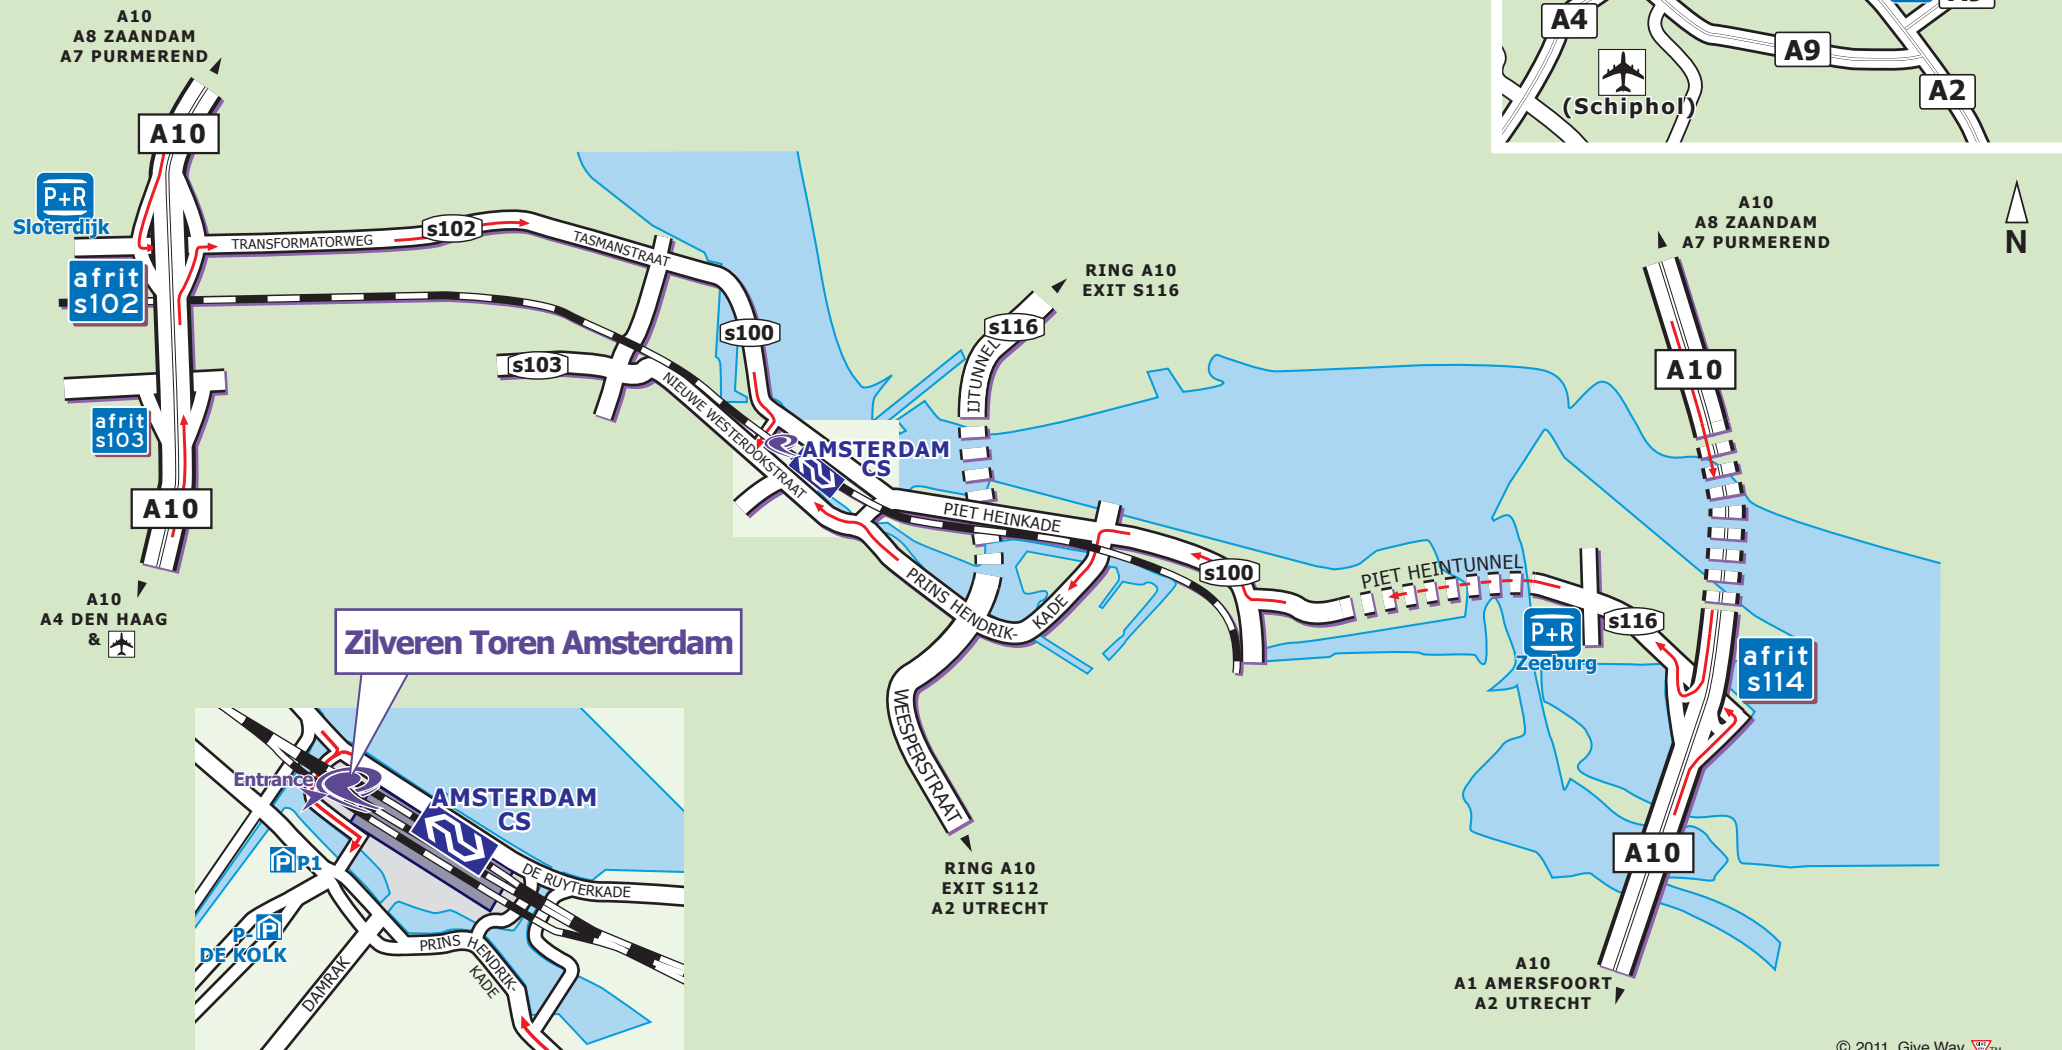 A10
A8 ZAANDAM
A7 PURMEREND
A10
P+R
Sloterdijk
afrit
s102
TRANSFORMATORWEG
s102
TASMANSTRAAT
s100
s103
afrit
s103
A10
A10
A4 DEN HAAG
&
NIEUWE WESTERDOKSTRAAT
AMSTERDAM
CS
RING A10
EXIT S116
s116
IJTUNNEL
PIET HEINKADE
PRINS HENDRIK-
KADE
s100
PIET HEINTUNNEL
WEESPERSTRAAT
RING A10
EXIT S112
A2 UTRECHT
A4
A9
A2
(Schiphol)
N
A10
A8 ZAANDAM
A7 PURMEREND
A10
s116
P+R
Zeeburg
afrit
s114
A10
A10
A1 AMERSFOORT
A2 UTRECHT
Zilveren Toren Amsterdam
Entrance
AMSTERDAM
CS
P P1
P- P
DE KOLK
DE RUYTERKADE
PRINS HENDRIK-
KADE
DAMRAK
© 2011, Give Way